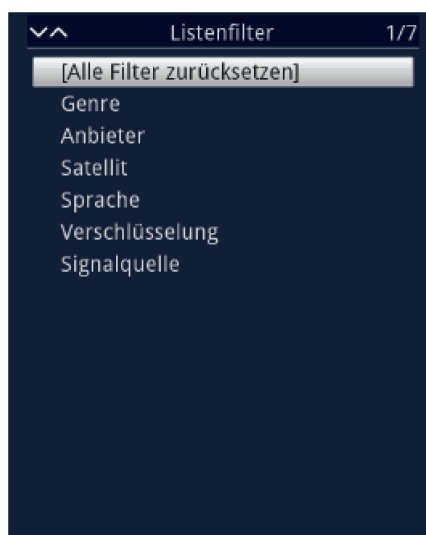 Listenfilter 1/7
[Alle Filter zurücksetzen]
Genre
Anbieter
Satellit
Sprache
Verschlüsselung
Signalquelle